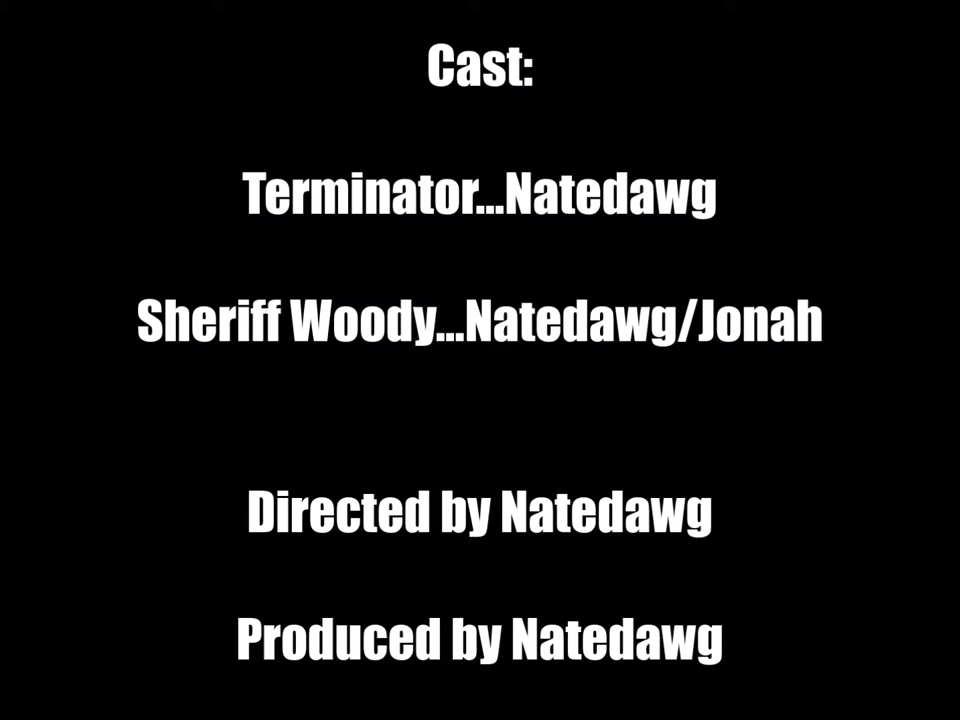 Cast:
Terminator...Natedawg
Sheriff Woody...Natedawg/Jonah
Directed by Natedawg
Produced by Natedawg